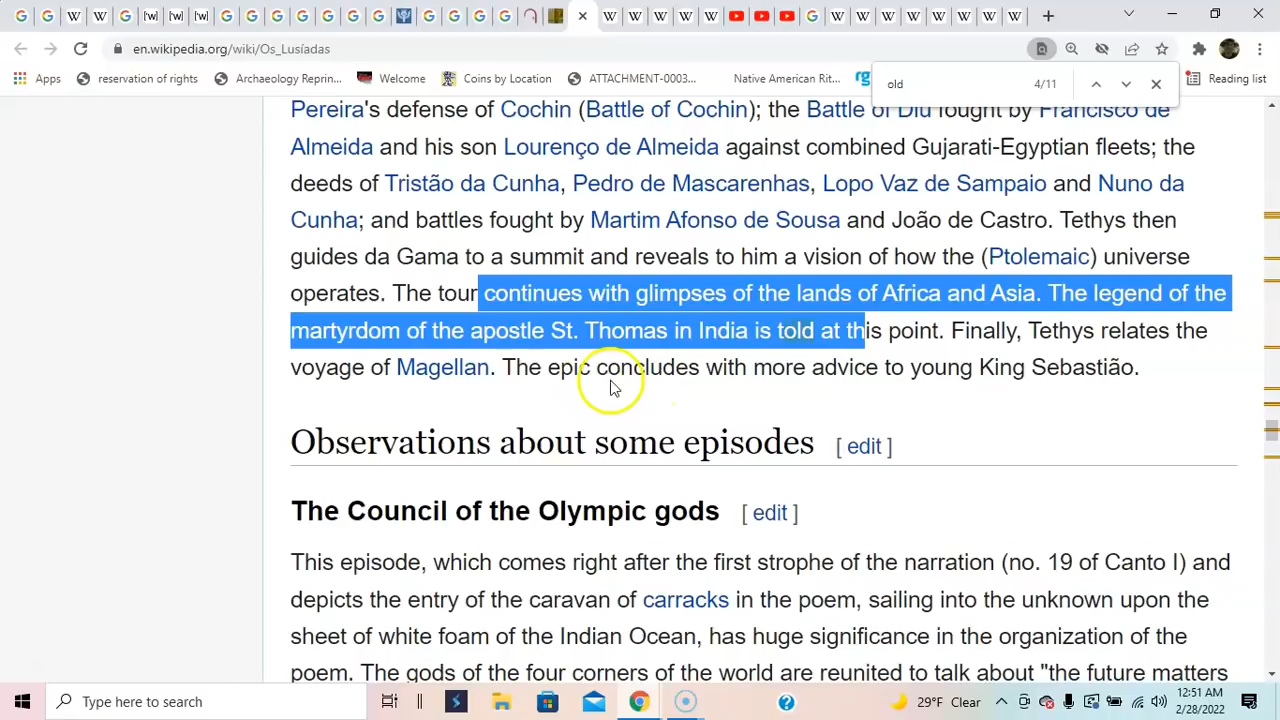 en.wikipedia.org/wiki/Os_Lusíadas
Apps
reservation of rights
Archaeology Reprin...
Welcome
Coins by Location
ATTACHMENT-0003...
Native American Rit...
rg
old
4/11
Reading list
Pereira's defense of Cochin (Battle of Cochin); the Battle of Diu fought by Francisco de
Almeida and his son Lourenço de Almeida against combined Gujarati-Egyptian fleets; the
deeds of Tristão da Cunha, Pedro de Mascarenhas, Lopo Vaz de Sampaio and Nuno da
Cunha; and battles fought by Martim Afonso de Sousa and João de Castro. Tethys then
guides da Gama to a summit and reveals to him a vision of how the (Ptolemaic) universe
operates. The tour continues with glimpses of the lands of Africa and Asia. The legend of the
martyrdom of the apostle St. Thomas in India is told at this point. Finally, Tethys relates the
voyage of Magellan. The epic concludes with more advice to young King Sebastião.
Observations about some episodes [ edit ]
The Council of the Olympic gods [ edit ]
This episode, which comes right after the first strophe of the narration (no. 19 of Canto I) and
depicts the entry of the caravan of carracks in the poem, sailing into the unknown upon the
sheet of white foam of the Indian Ocean, has huge significance in the organization of the
poem. The gods of the four corners of the world are reunited to talk about "the future matters
Type here to search
29°F Clear
12:51 AM
2/28/2022